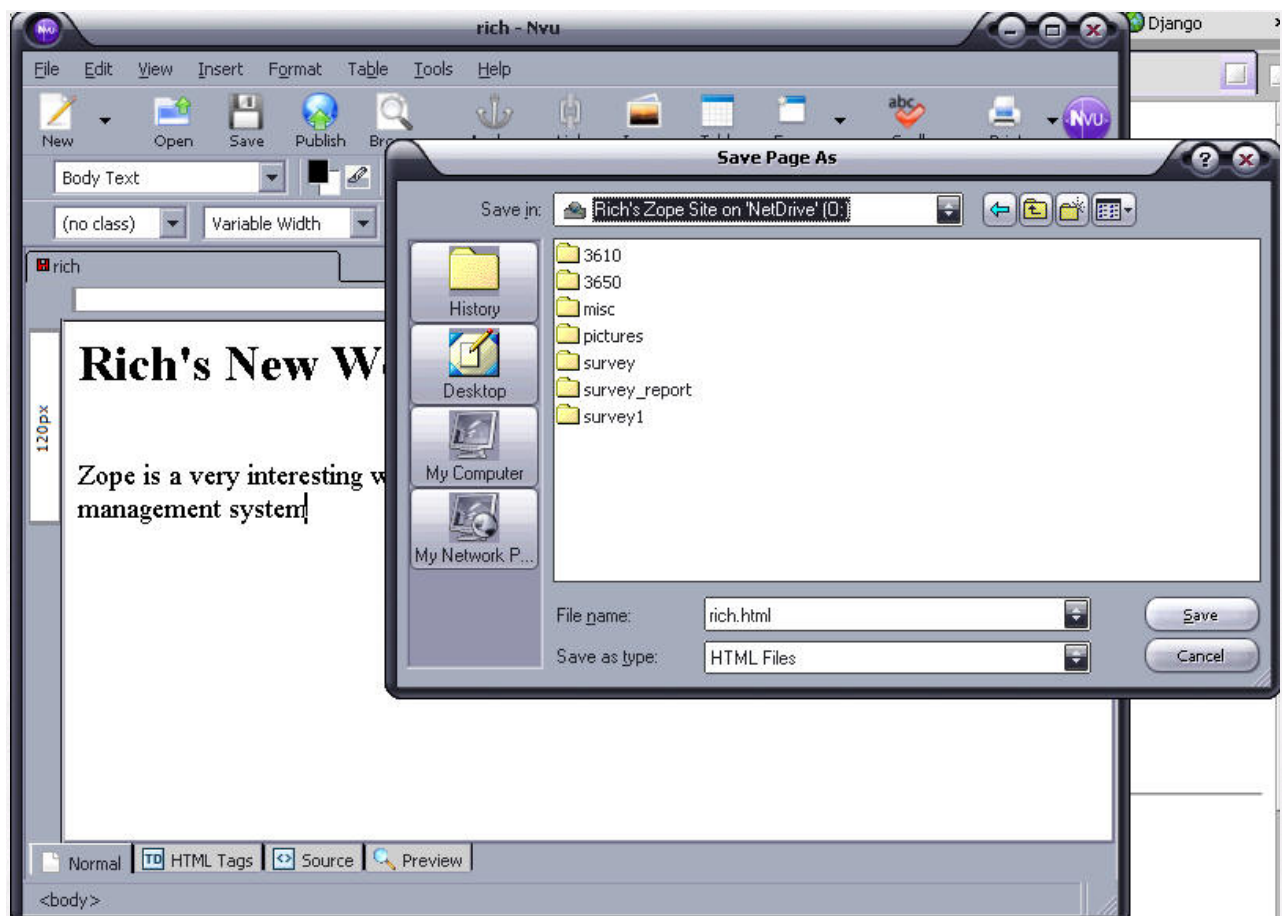 rich - Nvu
Django
File Edit View Insert Format Table Tools Help
New Open Save Publish
NVU
Body Text
(no class) Variable Width
rich
120px
Rich's New
Zope is a very interesting
management system
Normal TD HTML Tags Source Preview
<body>
Save Page As
Save in: Rich's Zope Site on 'NetDrive' (O:
History
Desktop
My Computer
My Network P...
3610
3650
misc
pictures
survey
survey_report
survey1
File name: rich.html Save
Save as type: HTML Files Cancel